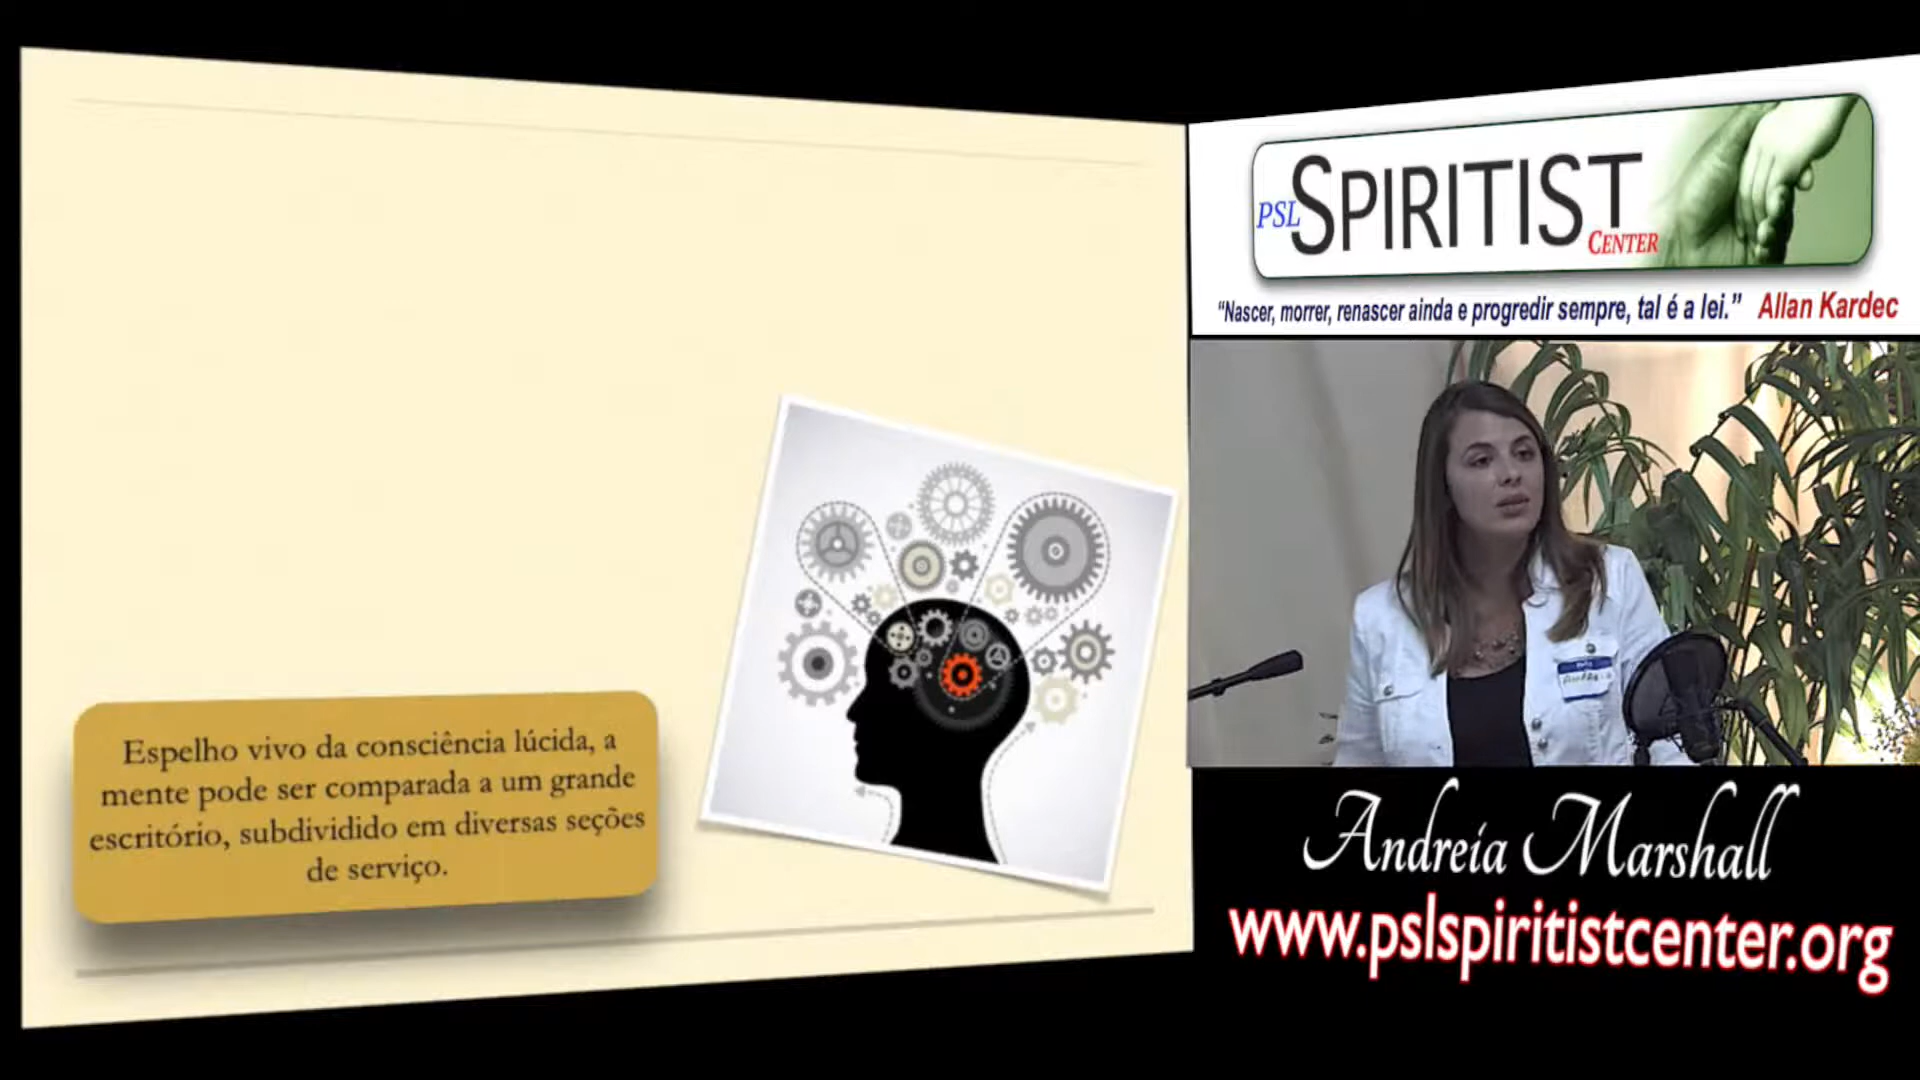 Espelho vivo da consciência lúcida, a
mente pode ser comparada a um grande
escritório, subdividido em diversas seções
de serviço.
PSL SPIRITIST
CENTER
“Nascer, morrer, renascer ainda e progredir sempre, tal é a lei.” Allan Kardec
Andreia Marshall
www.pslspiritistcenter.org